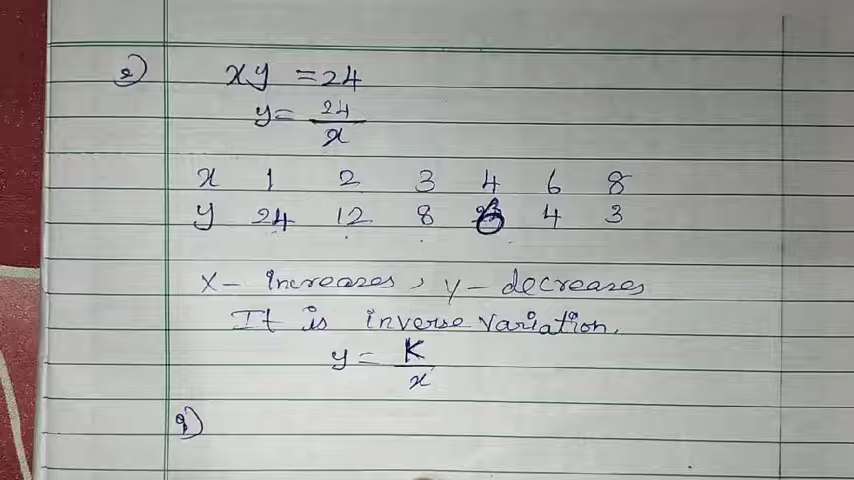 2)
xy = 24
y = 24/x
x 1 2 3 4 6 8
y 24 12 8 6 4 3
x- increases, y- decreases
It is inverse variation.
y = K/x